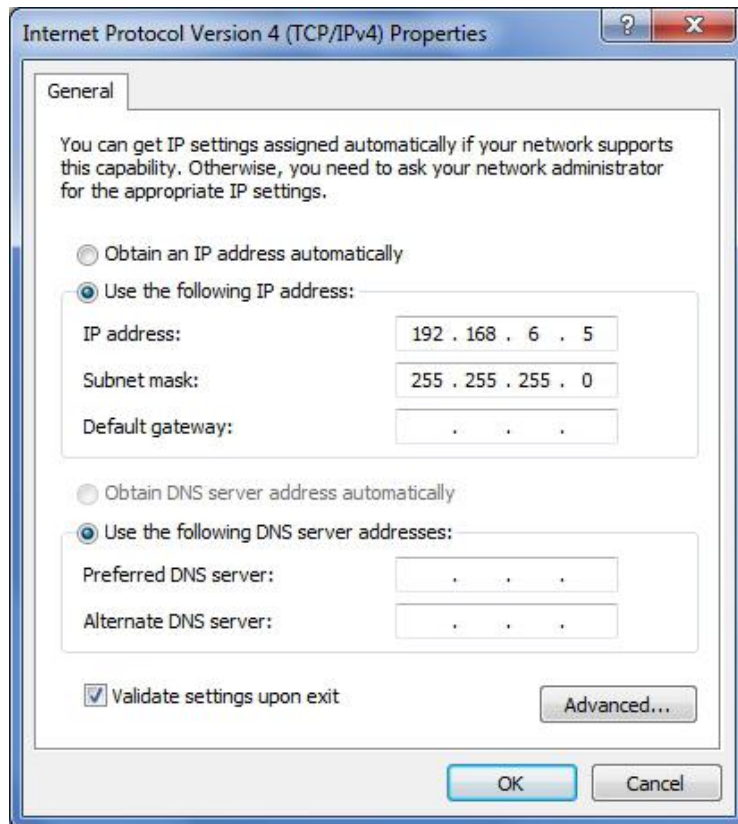 Internet Protocol Version 4 (TCP/IPv4) Properties
General
You can get IP settings assigned automatically if your network supports
this capability. Otherwise, you need to ask your network administrator
for the appropriate IP settings.
Obtain an IP address automatically
Use the following IP address:
IP address: 192 . 168 . 6 . 5
Subnet mask: 255 . 255 . 255 . 0
Default gateway: . . .
Obtain DNS server address automatically
Use the following DNS server addresses:
Preferred DNS server: . . .
Alternate DNS server: . . .
Validate settings upon exit
Advanced...
OK Cancel